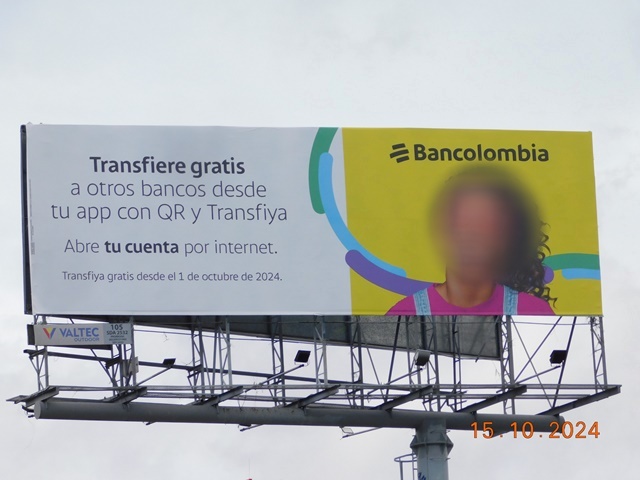 Transfiere gratis
a otros bancos desde
tu app con QR y Transfiya
Abre tu cuenta por internet.
Transfiya gratis desde el 1 de octubre de 2024.
Bancolombia
VALTEC
OUTDOOR
105
15 10 2024